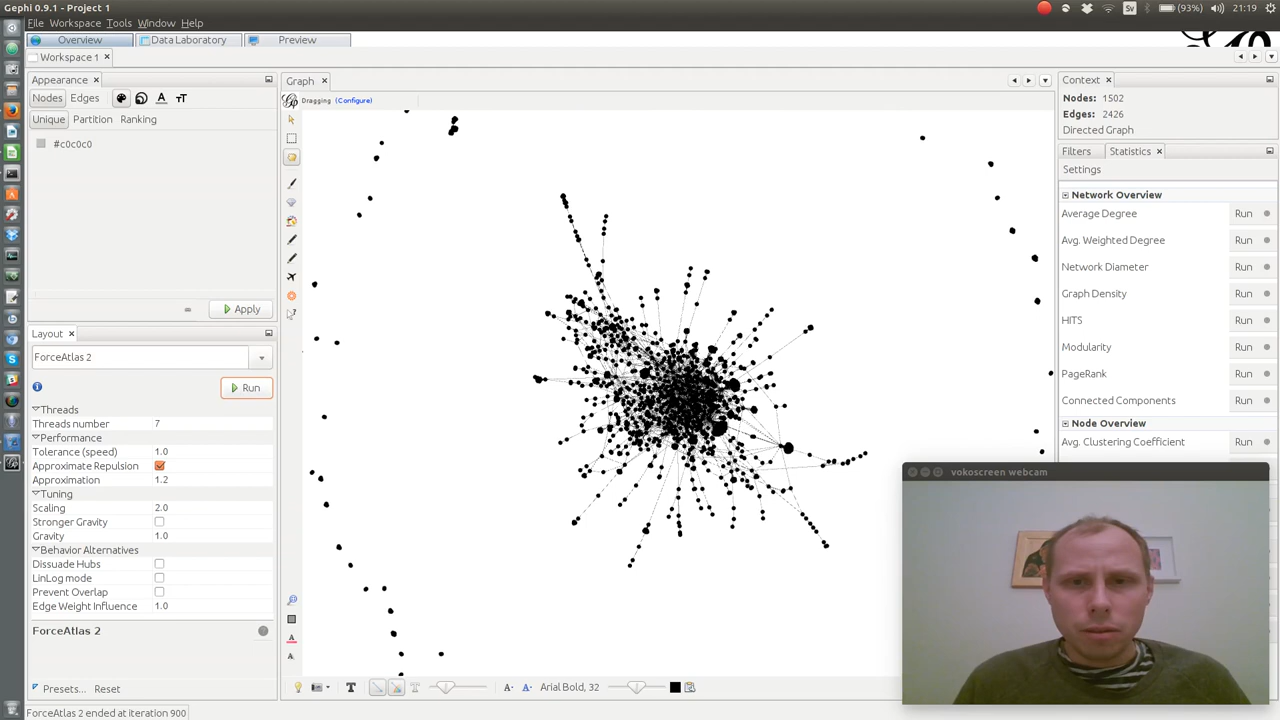 Gephi 0.9.1 - Project 1
Sv
(93%)
21:19
File Workspace Tools Window Help
Overview
Data Laboratory
Preview
Workspace 1
Appearance
Nodes
Edges
Unique
Partition
Ranking
#c0c0c0
Apply
Layout
ForceAtlas 2
Run
Threads
Threads number 7
Performance
Tolerance (speed) 1.0
Approximate Repulsion
Approximation 1.2
Tuning
Scaling 2.0
Stronger Gravity
Gravity 1.0
Behavior Alternatives
Dissuade Hubs
LinLog mode
Prevent Overlap
Edge Weight Influence 1.0
ForceAtlas 2
Presets... Reset
ForceAtlas 2 ended at iteration 900
Graph
Dragging (Configure)
Arial Bold, 32
Context
Nodes: 1502
Edges: 2426
Directed Graph
Filters
Statistics
Settings
Network Overview
Average Degree Run
Avg. Weighted Degree Run
Network Diameter Run
Graph Density Run
HITS Run
Modularity Run
PageRank Run
Connected Components Run
Node Overview
Avg. Clustering Coefficient Run
vokoscreen webcam